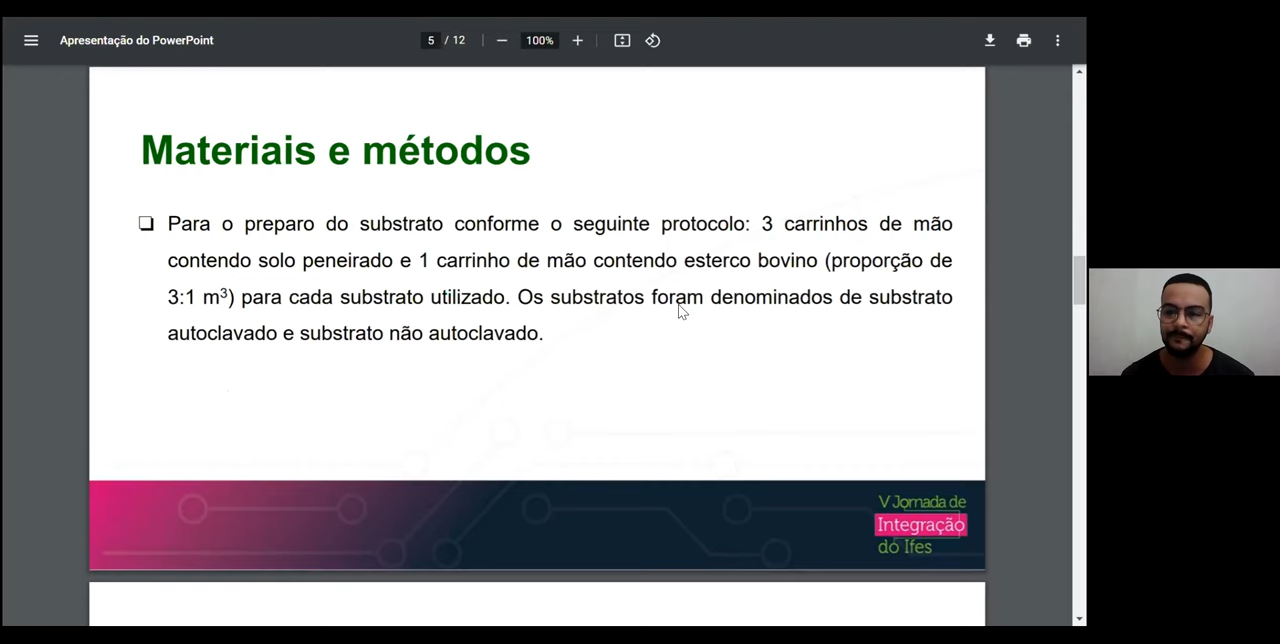 Apresentação do PowerPoint
5 / 12
100%
Materiais e métodos
Para o preparo do substrato conforme o seguinte protocolo: 3 carrinhos de mão
contendo solo peneirado e 1 carrinho de mão contendo esterco bovino (proporção de
3:1 m³) para cada substrato utilizado. Os substratos foram denominados de substrato
autoclavado e substrato não autoclavado.
V Jornada de
Integração
do Ifes